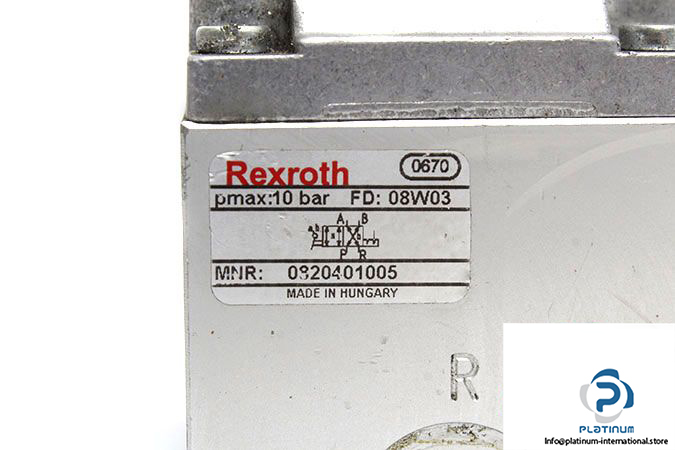 Rexroth 0670
pmax:10 bar FD: 08W03
a b A B
P R
MNR: 0820401005
MADE IN HUNGARY
R
PLATINUM
Info@platinum-international.store